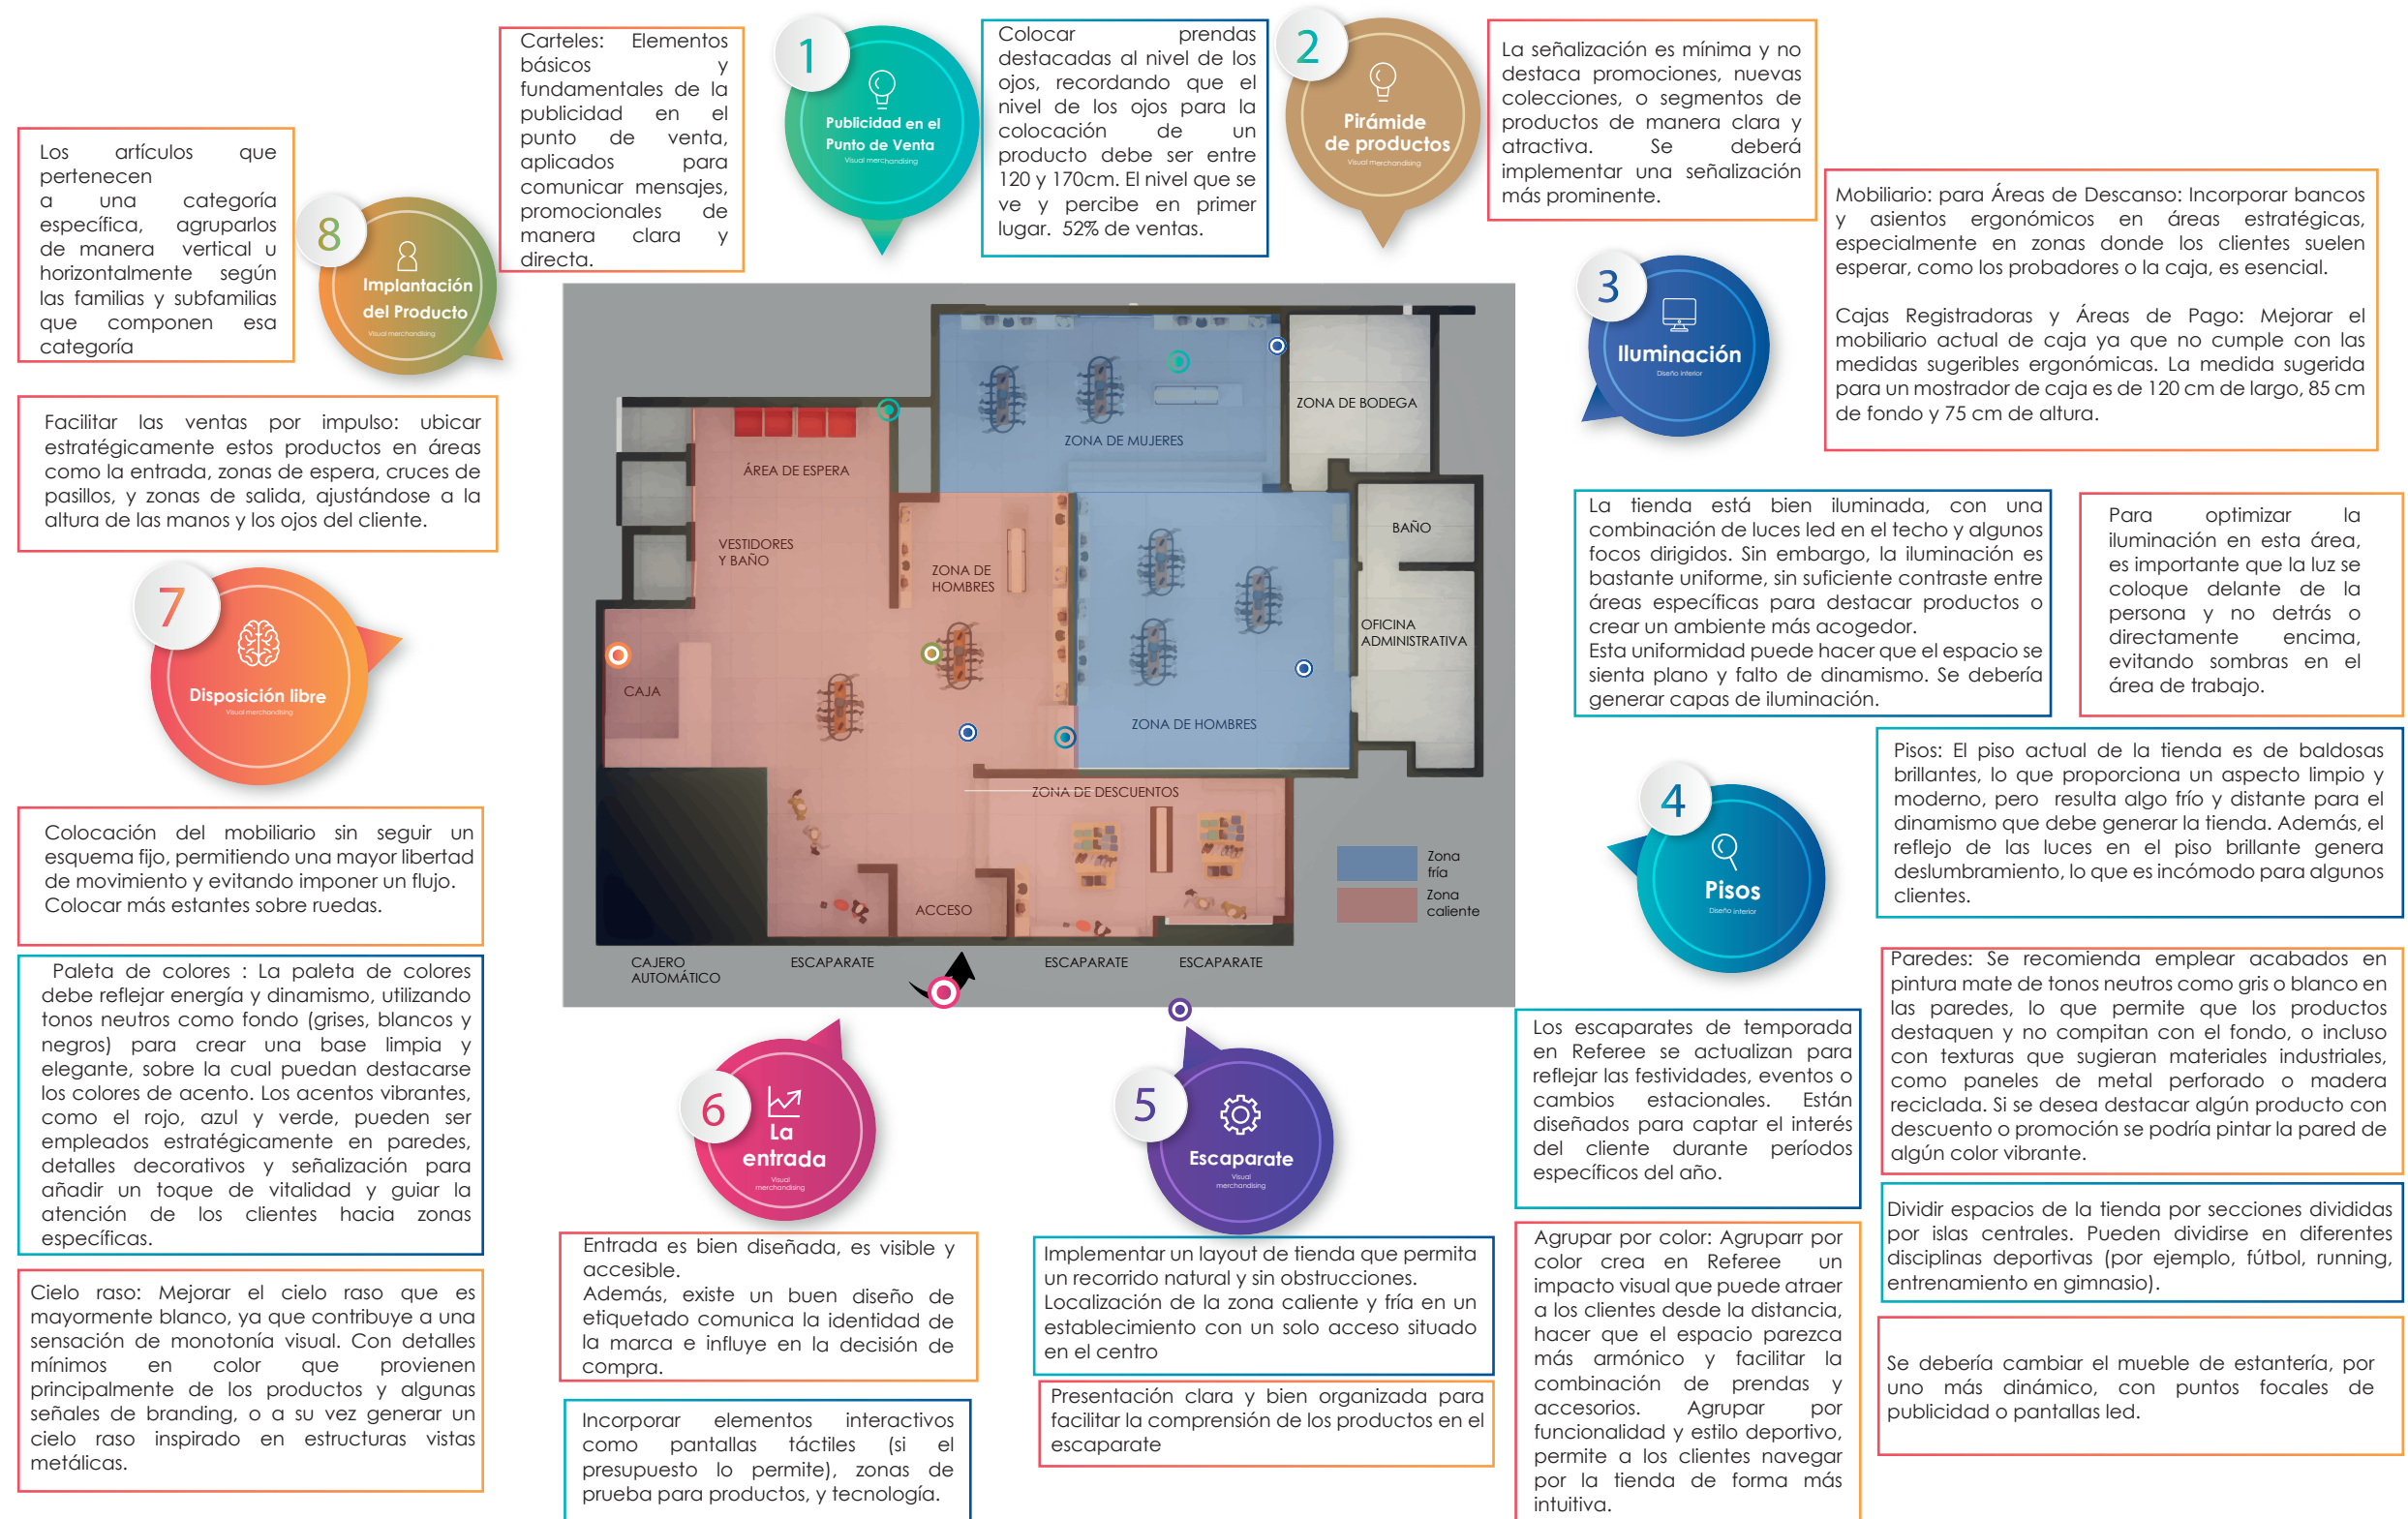 Carteles: Elementos
básicos y
fundamentales de la
publicidad en el
punto de venta,
aplicados para
comunicar mensajes,
promocionales de
manera clara y
directa.
1
Publicidad en el
Punto de Venta
Visual merchandising
Colocar prendas
destacadas al nivel de los
ojos, recordando que el
nivel de los ojos para la
colocación de un
producto debe ser entre
120 y 170cm. El nivel que se
ve y percibe en primer
lugar. 52% de ventas.
2
Pirámide
de productos
Visual merchandising
La señalización es mínima y no
destaca promociones, nuevas
colecciones, o segmentos de
productos de manera clara y
atractiva. Se deberá
implementar una señalización
más prominente.
Los artículos que
pertenecen
a una categoría
específica, agruparlos
de manera vertical u
horizontalmente según
las familias y subfamilias
que componen esa
categoría
8
Implantación
del Producto
Visual merchandising
Mobiliario: para Áreas de Descanso: Incorporar bancos
y asientos ergonómicos en áreas estratégicas,
especialmente en zonas donde los clientes suelen
esperar, como los probadores o la caja, es esencial.
Cajas Registradoras y Áreas de Pago: Mejorar el
mobiliario actual de caja ya que no cumple con las
medidas sugeribles ergonómicas. La medida sugerida
para un mostrador de caja es de 120 cm de largo, 85 cm
de fondo y 75 cm de altura.
3
Iluminación
Diseño interior
Facilitar las ventas por impulso: ubicar
estratégicamente estos productos en áreas
como la entrada, zonas de espera, cruces de
pasillos, y zonas de salida, ajustándose a la
altura de las manos y los ojos del cliente.
ZONA DE BODEGA
ZONA DE MUJERES
ÁREA DE ESPERA
BAÑO
VESTIDORES
Y BAÑO
ZONA DE
HOMBRES
OFICINA
ADMINISTRATIVA
CAJA
ZONA DE HOMBRES
ZONA DE DESCUENTOS
Zona
fría
Zona
caliente
ACCESO
CAJERO
AUTOMÁTICO
ESCAPARATE
ESCAPARATE
ESCAPARATE
La tienda está bien iluminada, con una
combinación de luces led en el techo y algunos
focos dirigidos. Sin embargo, la iluminación es
bastante uniforme, sin suficiente contraste entre
áreas específicas para destacar productos o
crear un ambiente más acogedor.
Esta uniformidad puede hacer que el espacio se
sienta plano y falto de dinamismo. Se debería
generar capas de iluminación.
Para optimizar la
iluminación en esta área,
es importante que la luz se
coloque delante de la
persona y no detrás o
directamente encima,
evitando sombras en el
área de trabajo.
7
Disposición libre
Visual merchandising
Colocación del mobiliario sin seguir un
esquema fijo, permitiendo una mayor libertad
de movimiento y evitando imponer un flujo.
Colocar más estantes sobre ruedas.
4
Pisos
Diseño interior
Pisos: El piso actual de la tienda es de baldosas
brillantes, lo que proporciona un aspecto limpio y
moderno, pero resulta algo frío y distante para el
dinamismo que debe generar la tienda. Además, el
reflejo de las luces en el piso brillante genera
deslumbramiento, lo que es incómodo para algunos
clientes.
Paleta de colores : La paleta de colores
debe reflejar energía y dinamismo, utilizando
tonos neutros como fondo (grises, blancos y
negros) para crear una base limpia y
elegante, sobre la cual puedan destacarse
los colores de acento. Los acentos vibrantes,
como el rojo, azul y verde, pueden ser
empleados estratégicamente en paredes,
detalles decorativos y señalización para
añadir un toque de vitalidad y guiar la
atención de los clientes hacia zonas
específicas.
Paredes: Se recomienda emplear acabados en
pintura mate de tonos neutros como gris o blanco en
las paredes, lo que permite que los productos
destaquen y no compitan con el fondo, o incluso
con texturas que sugieran materiales industriales,
como paneles de metal perforado o madera
reciclada. Si se desea destacar algún producto con
descuento o promoción se podría pintar la pared de
algún color vibrante.
6
La
entrada
Visual
merchandising
5
Escaparate
Visual
merchandising
Los escaparates de temporada
en Referee se actualizan para
reflejar las festividades, eventos o
cambios estacionales. Están
diseñados para captar el interés
del cliente durante períodos
específicos del año.
Dividir espacios de la tienda por secciones divididas
por islas centrales. Pueden dividirse en diferentes
disciplinas deportivas (por ejemplo, fútbol, running,
entrenamiento en gimnasio).
Cielo raso: Mejorar el cielo raso que es
mayormente blanco, ya que contribuye a una
sensación de monotonía visual. Con detalles
mínimos en color que provienen
principalmente de los productos y algunas
señales de branding, o a su vez generar un
cielo raso inspirado en estructuras vistas
metálicas.
Entrada es bien diseñada, es visible y
accesible.
Además, existe un buen diseño de
etiquetado comunica la identidad de
la marca e influye en la decisión de
compra.
Implementar un layout de tienda que permita
un recorrido natural y sin obstrucciones.
Localización de la zona caliente y fría en un
establecimiento con un solo acceso situado
en el centro
Agrupar por color: Agruparr por
color crea en Referee un
impacto visual que puede atraer
a los clientes desde la distancia,
hacer que el espacio parezca
más armónico y facilitar la
combinación de prendas y
accesorios. Agrupar por
funcionalidad y estilo deportivo,
permite a los clientes navegar
por la tienda de forma más
intuitiva.
Se debería cambiar el mueble de estantería, por
uno más dinámico, con puntos focales de
publicidad o pantallas led.
Incorporar elementos interactivos
como pantallas táctiles (si el
presupuesto lo permite), zonas de
prueba para productos, y tecnología.
Presentación clara y bien organizada para
facilitar la comprensión de los productos en el
escaparate